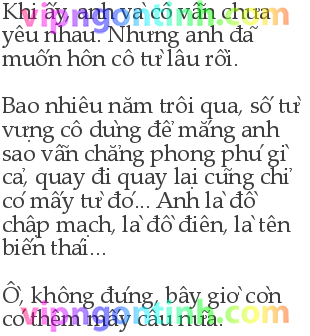 Khi ấy, anh và cô vẫn chưa
yêu nhau. Nhưng anh đã
muốn hôn cô từ lâu rồi.
Bao nhiêu năm trôi qua, số từ
vựng cô dùng để mắng anh
sao vẫn chẳng phong phú gì
cả, quay đi quay lại cũng chỉ
có mấy từ đó... Anh là đồ
chập mạch, là đồ điên, là tên
biến thái...
Ồ, không đúng, bây giờ còn
có thêm mấy câu nữa.
vipngontinh.com
vipngontinh.com